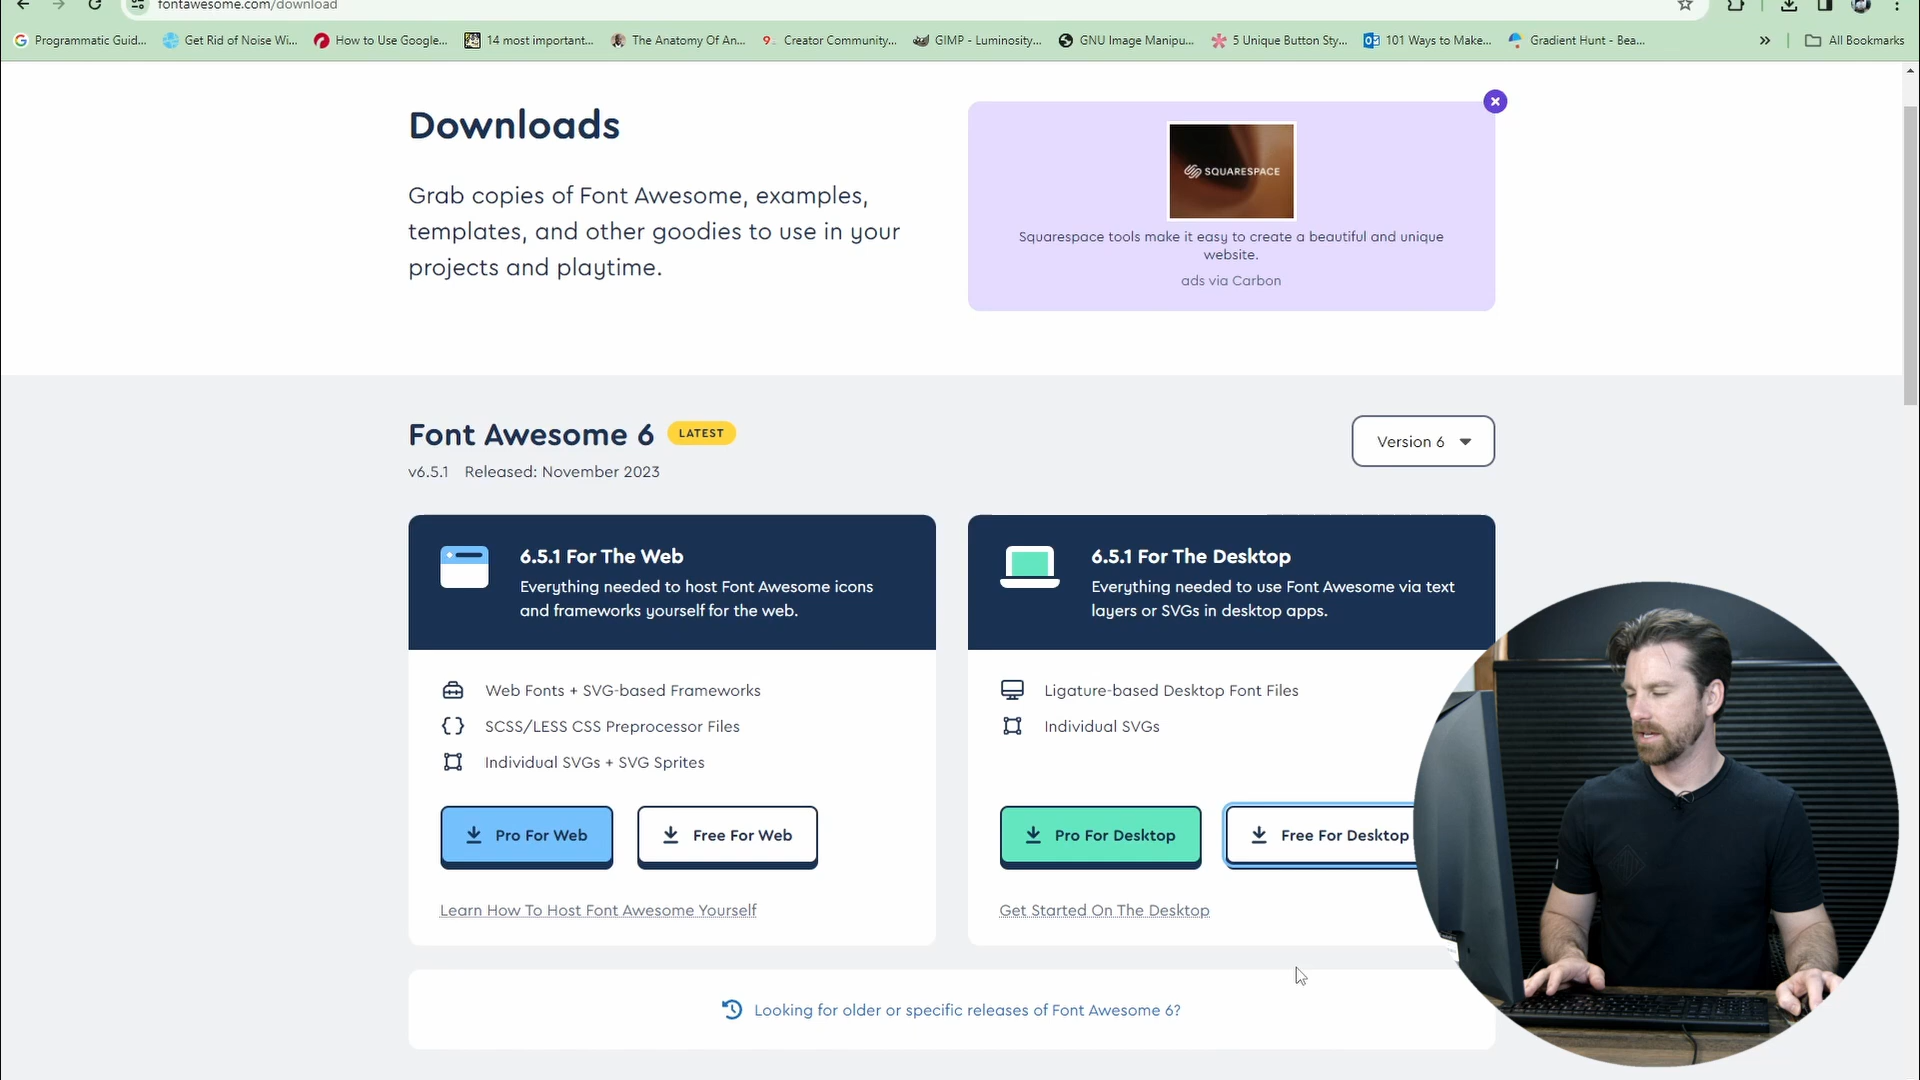 fontawesome.com/download
Programmatic Guid...
Get Rid of Noise Wi...
How to Use Google...
14 most important...
The Anatomy Of An...
Creator Community...
GIMP - Luminosity...
GNU Image Manipu...
5 Unique Button Sty...
101 Ways to Make...
Gradient Hunt - Bea...
All Bookmarks
Downloads
Grab copies of Font Awesome, examples,
templates, and other goodies to use in your
projects and playtime.
SQUARESPACE
Squarespace tools make it easy to create a beautiful and unique
website.
ads via Carbon
Font Awesome 6
LATEST
v6.5.1 Released: November 2023
Version 6
6.5.1 For The Web
Everything needed to host Font Awesome icons
and frameworks yourself for the web.
Web Fonts + SVG-based Frameworks
SCSS/LESS CSS Preprocessor Files
Individual SVGs + SVG Sprites
Pro For Web
Free For Web
Learn How To Host Font Awesome Yourself
6.5.1 For The Desktop
Everything needed to use Font Awesome via text
layers or SVGs in desktop apps.
Ligature-based Desktop Font Files
Individual SVGs
Pro For Desktop
Free For Desktop
Get Started On The Desktop
Looking for older or specific releases of Font Awesome 6?